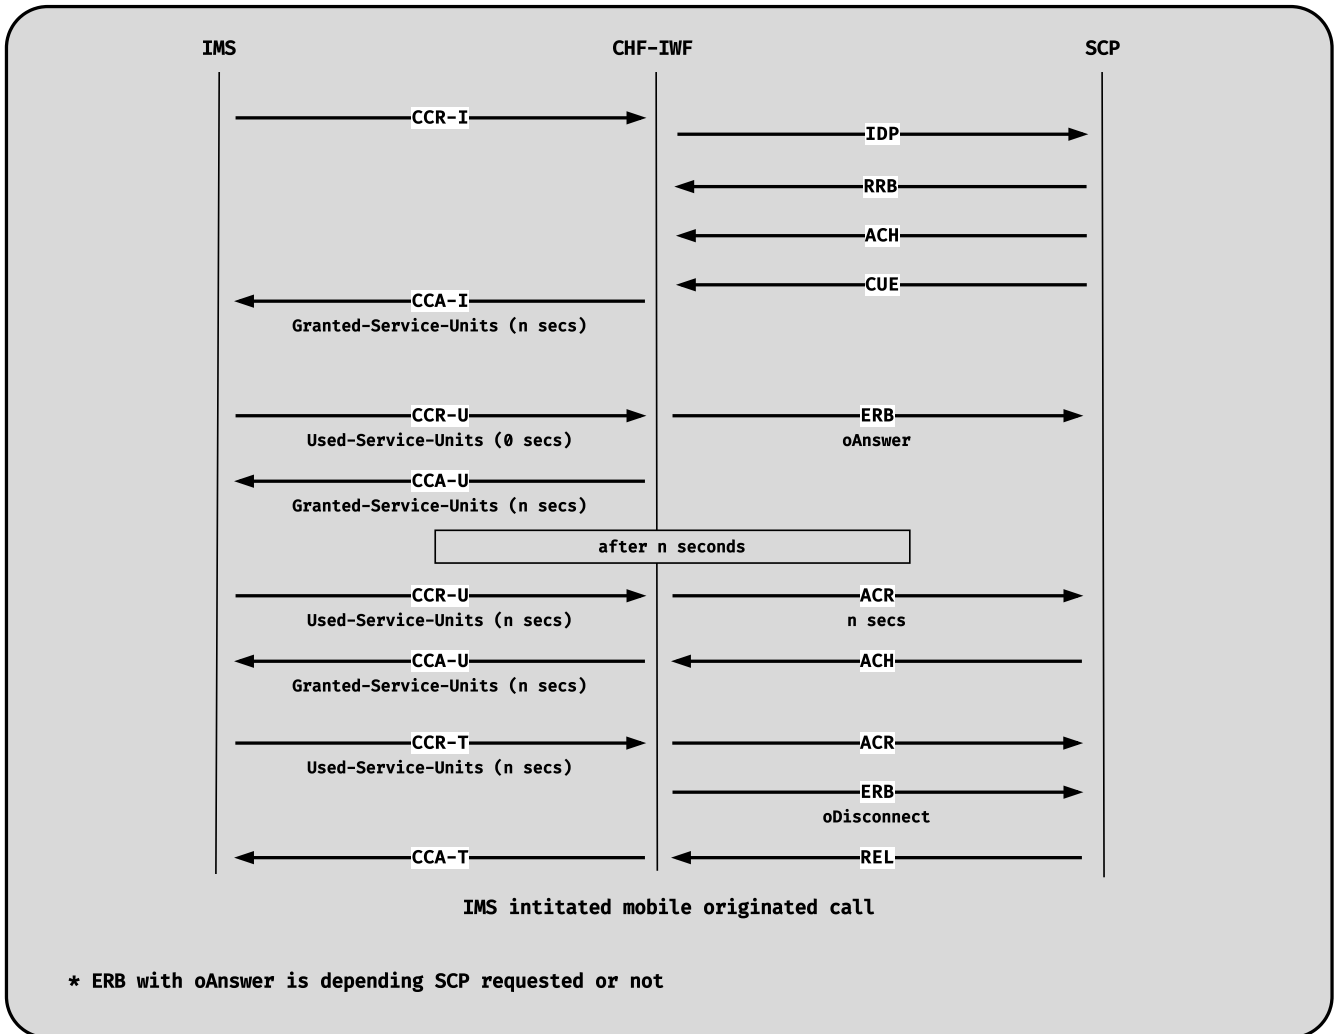 IMS CHF-IWF SCP
CCR-I
IDP
RRB
ACH
CUE
CCA-I
Granted-Service-Units (n secs)
CCR-U ERB
Used-Service-Units (0 secs) oAnswer
CCA-U
Granted-Service-Units (n secs)
after n seconds
CCR-U ACR
Used-Service-Units (n secs) n secs
CCA-U ACH
Granted-Service-Units (n secs)
CCR-T ACR
Used-Service-Units (n secs)
ERB
oDisconnect
CCA-T REL
IMS intitated mobile originated call
* ERB with oAnswer is depending SCP requested or not